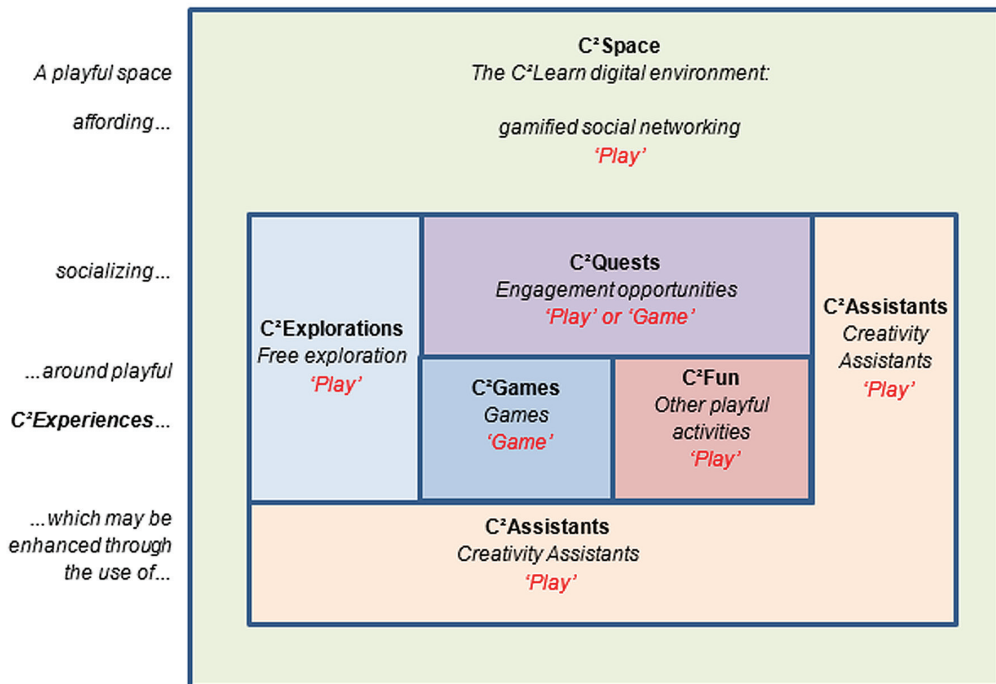 A playful space
affording...
socializing...
...around playful
C²Experiences...
...which may be
enhanced through
the use of...
C²Space
The C²Learn digital environment:
gamified social networking
‘Play’
C²Explorations
Free exploration
‘Play’
C²Quests
Engagement opportunities
‘Play’ or ‘Game’
C²Games
Games
‘Game’
C²Fun
Other playful
activities
‘Play’
C²Assistants
Creativity
Assistants
‘Play’
C²Assistants
Creativity Assistants
‘Play’